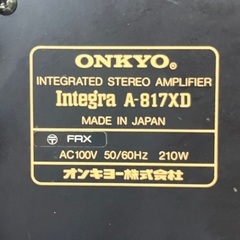 ONKYO®
INTEGRATED STEREO AMPLIFIER
Integra A-817XD
MADE IN JAPAN
FRX
AC100V 50/60Hz 210W
オンキヨー株式会社